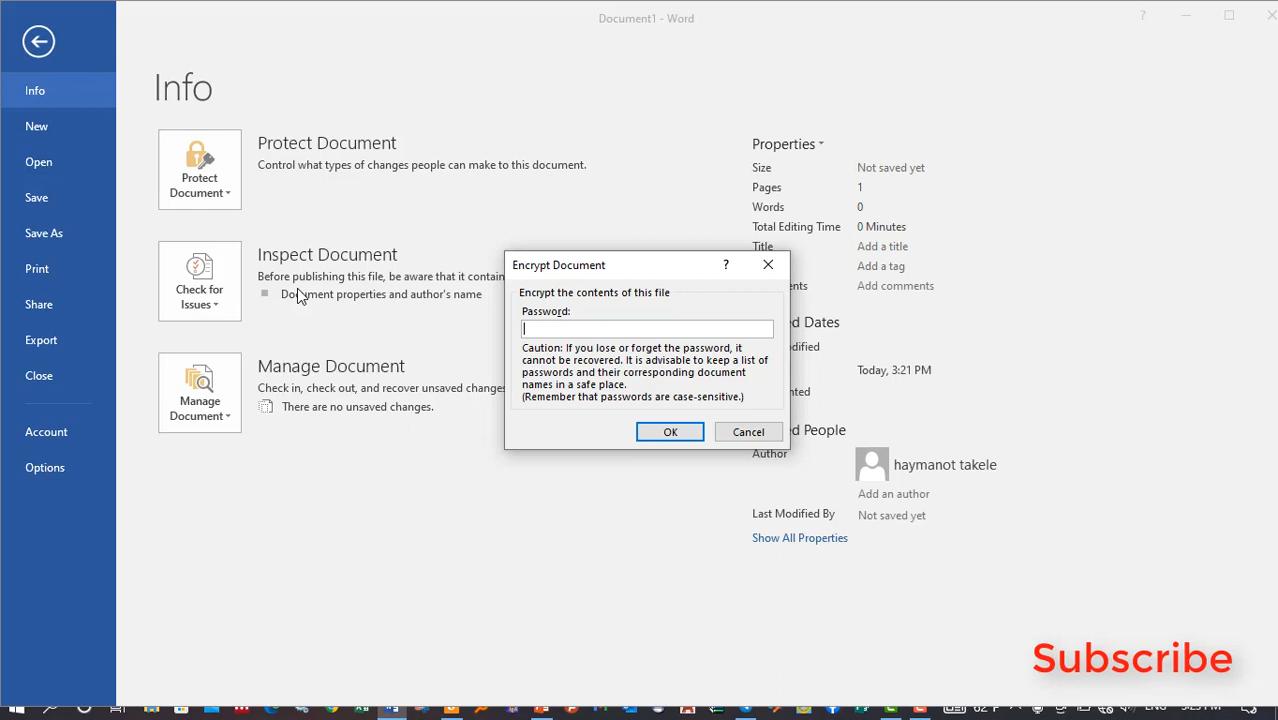 Document1 - Word
?
Info
Info
New
Open
Save
Save As
Print
Share
Export
Close
Account
Options
Protect
Document
Protect Document
Control what types of changes people can make to this document.
Check for
Issues
Inspect Document
Before publishing this file, be aware that it contain
Document properties and author's name
Manage
Document
Manage Document
Check in, check out, and recover unsaved changes
There are no unsaved changes.
Encrypt Document
?
Encrypt the contents of this file
Password:
Caution: If you lose or forget the password, it
cannot be recovered. It is advisable to keep a list of
passwords and their corresponding document
names in a safe place.
(Remember that passwords are case-sensitive.)
OK
Cancel
Properties
Size Not saved yet
Pages 1
Words 0
Total Editing Time 0 Minutes
Title Add a title
Add a tag
ents Add comments
d Dates
odified
Today, 3:21 PM
nted
ed People
Author
haymanot takele
Add an author
Last Modified By Not saved yet
Show All Properties
Subscribe